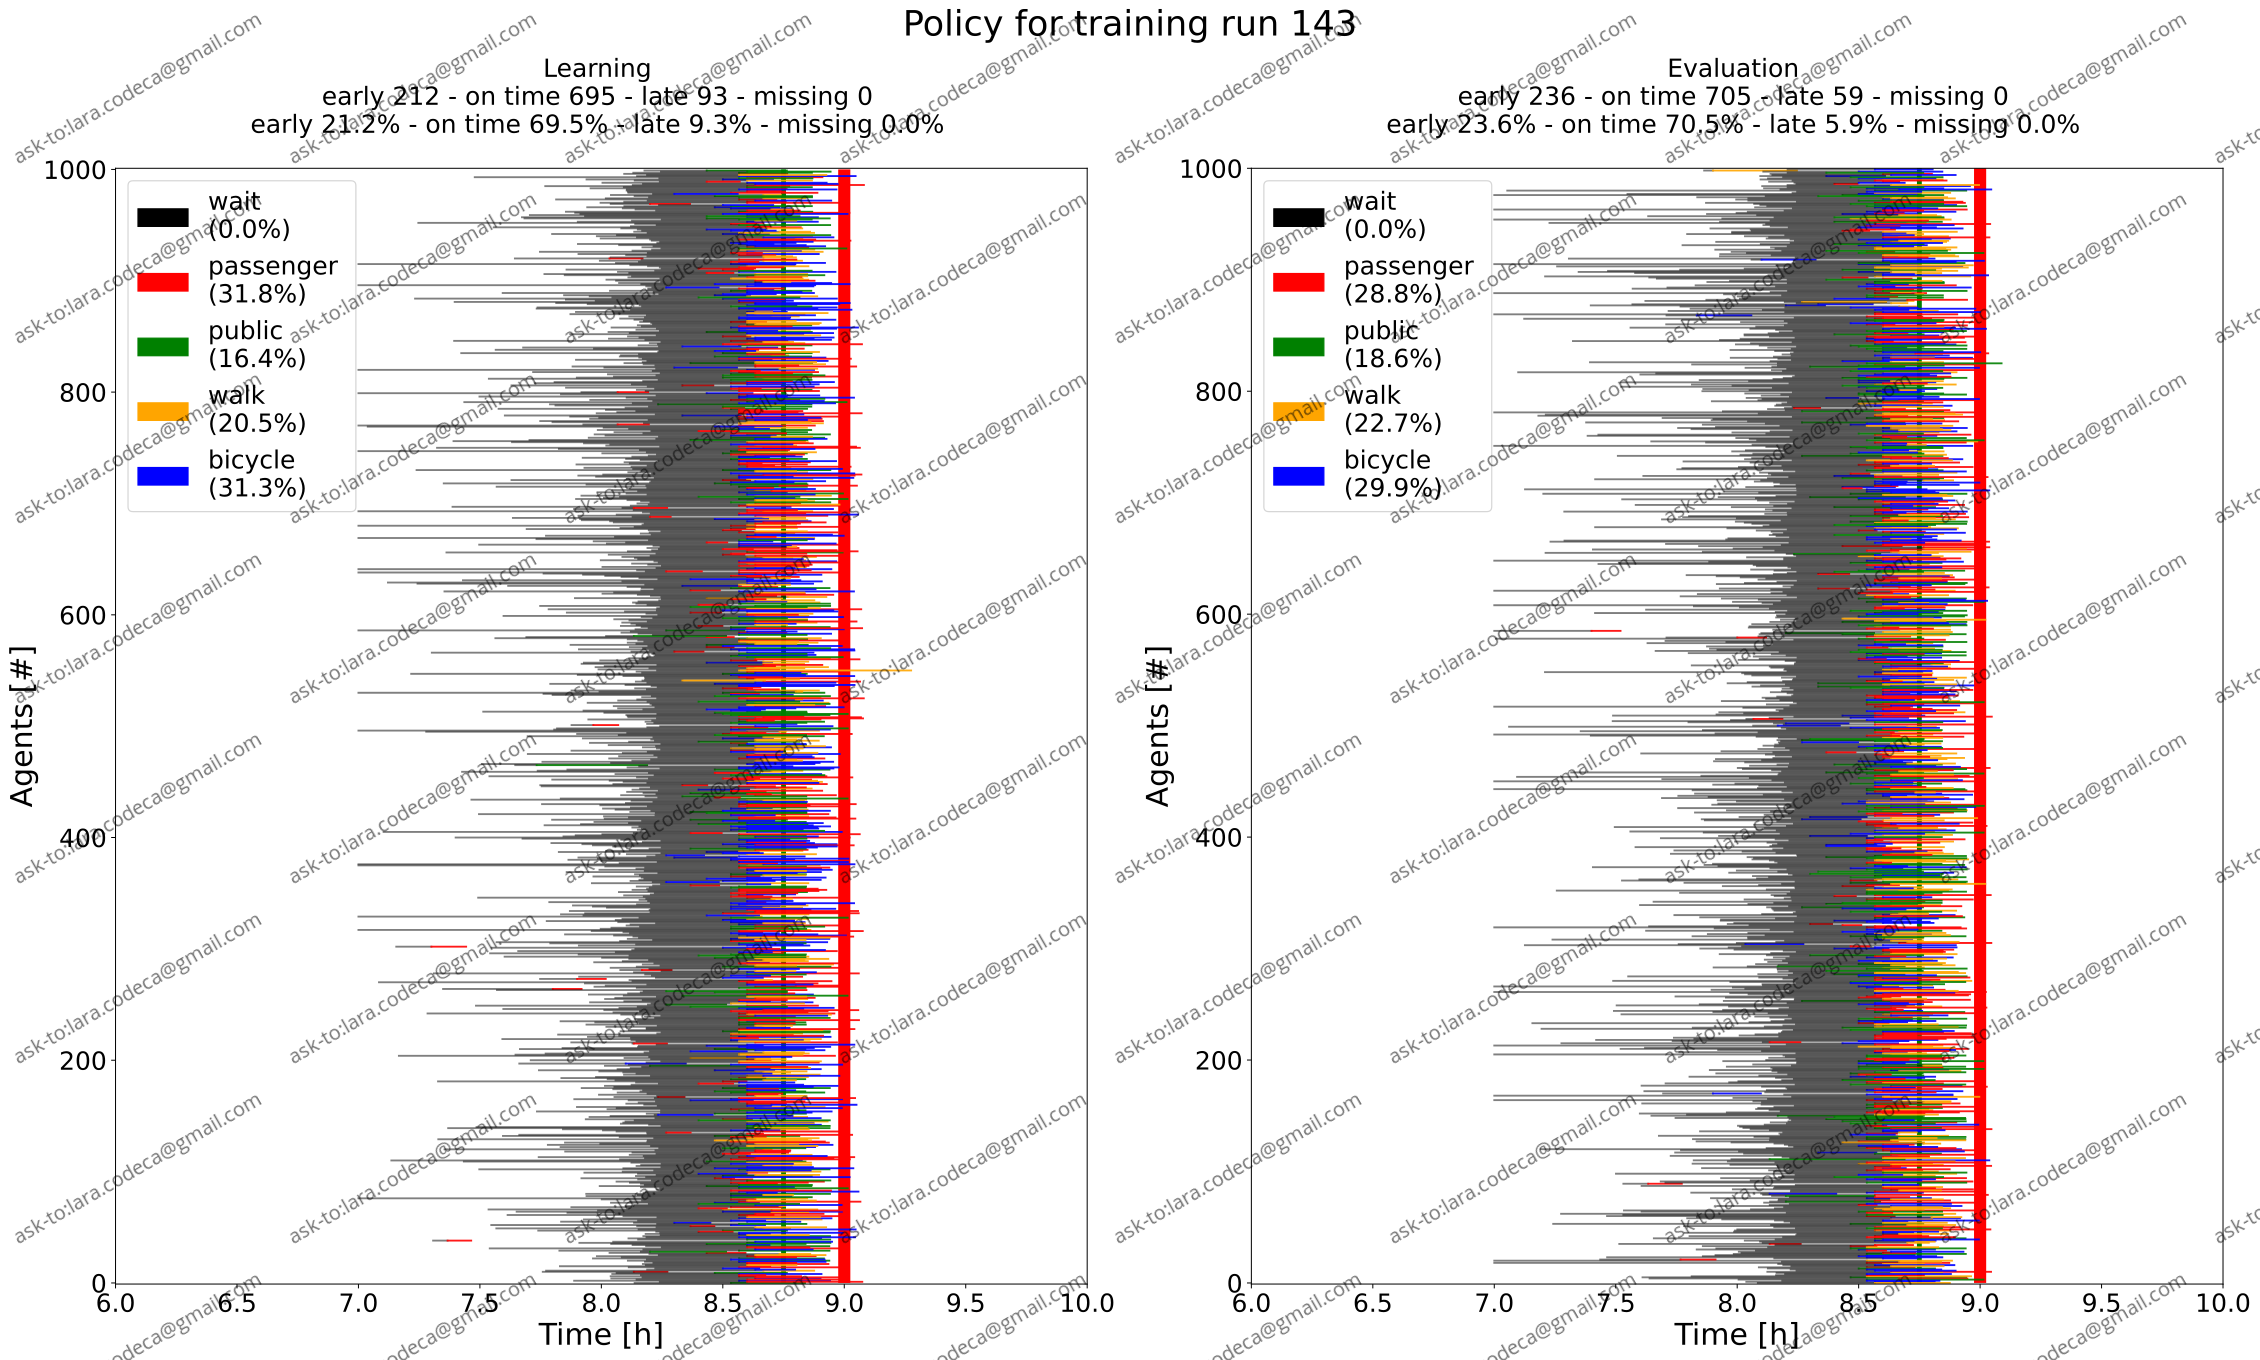 Policy for training run 143
Learning
early 212 - on time 695 - late 93 - missing 0
early 21.2% - on time 69.5% - late 9.3% - missing 0.0%
1000
800
600
400
200
0
Agents [#]
wait
(0.0%)
passenger
(31.8%)
public
(16.4%)
walk
(20.5%)
bicycle
(31.3%)
6.0 6.5 7.0 7.5 8.0 8.5 9.0 9.5 10.0
Time [h]
Evaluation
early 236 - on time 705 - late 59 - missing 0
early 23.6% - on time 70.5% - late 5.9% - missing 0.0%
1000
800
600
400
200
0
Agents [#]
wait
(0.0%)
passenger
(28.8%)
public
(18.6%)
walk
(22.7%)
bicycle
(29.9%)
6.0 6.5 7.0 7.5 8.0 8.5 9.0 9.5 10.0
Time [h]
ask-to:lara.codeca@gmail.com